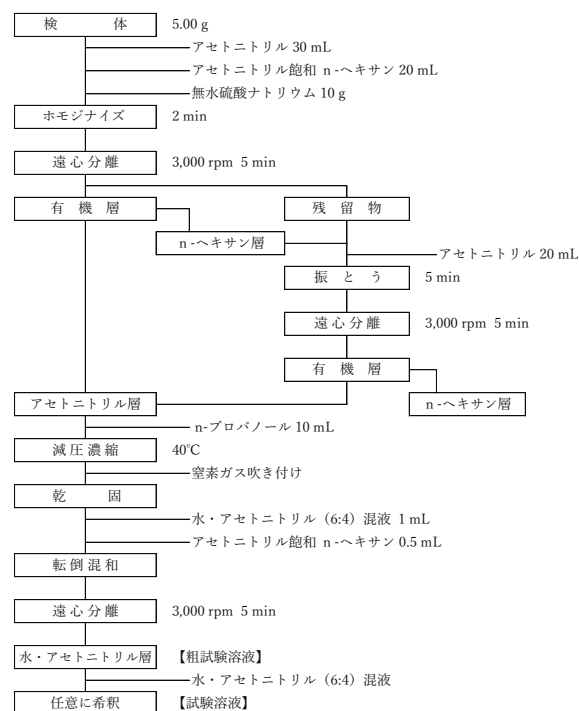 検 体 5.00 g
アセトニトリル 30 mL
アセトニトリル飽和 n -ヘキサン 20 mL
無水硫酸ナトリウム 10 g
ホモジナイズ 2 min
遠心分離 3,000 rpm 5 min
有 機 層 残 留 物
n -ヘキサン層
アセトニトリル 20 mL
振 と う 5 min
遠心分離 3,000 rpm 5 min
有 機 層
アセトニトリル層 n -ヘキサン層
n-プロパノール 10 mL
減圧濃縮 40℃
窒素ガス吹き付け
乾 固
水・アセトニトリル（6:4）混液 1 mL
アセトニトリル飽和 n -ヘキサン 0.5 mL
転倒混和
遠心分離 3,000 rpm 5 min
水・アセトニトリル層 【粗試験溶液】
水・アセトニトリル（6:4）混液
任意に希釈 【試験溶液】